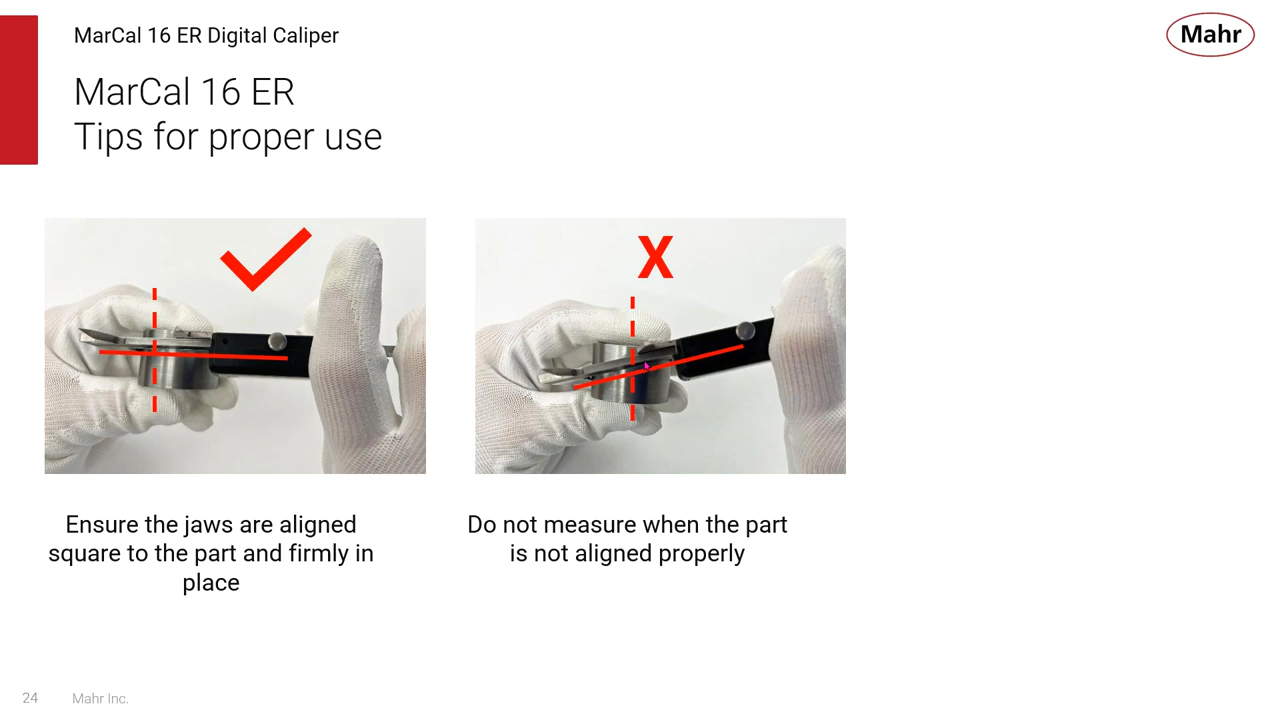 MarCal 16 ER Digital Caliper
Mahr
MarCal 16 ER
Tips for proper use
X
Ensure the jaws are aligned
square to the part and firmly in
place
Do not measure when the part
is not aligned properly
24
Mahr Inc.